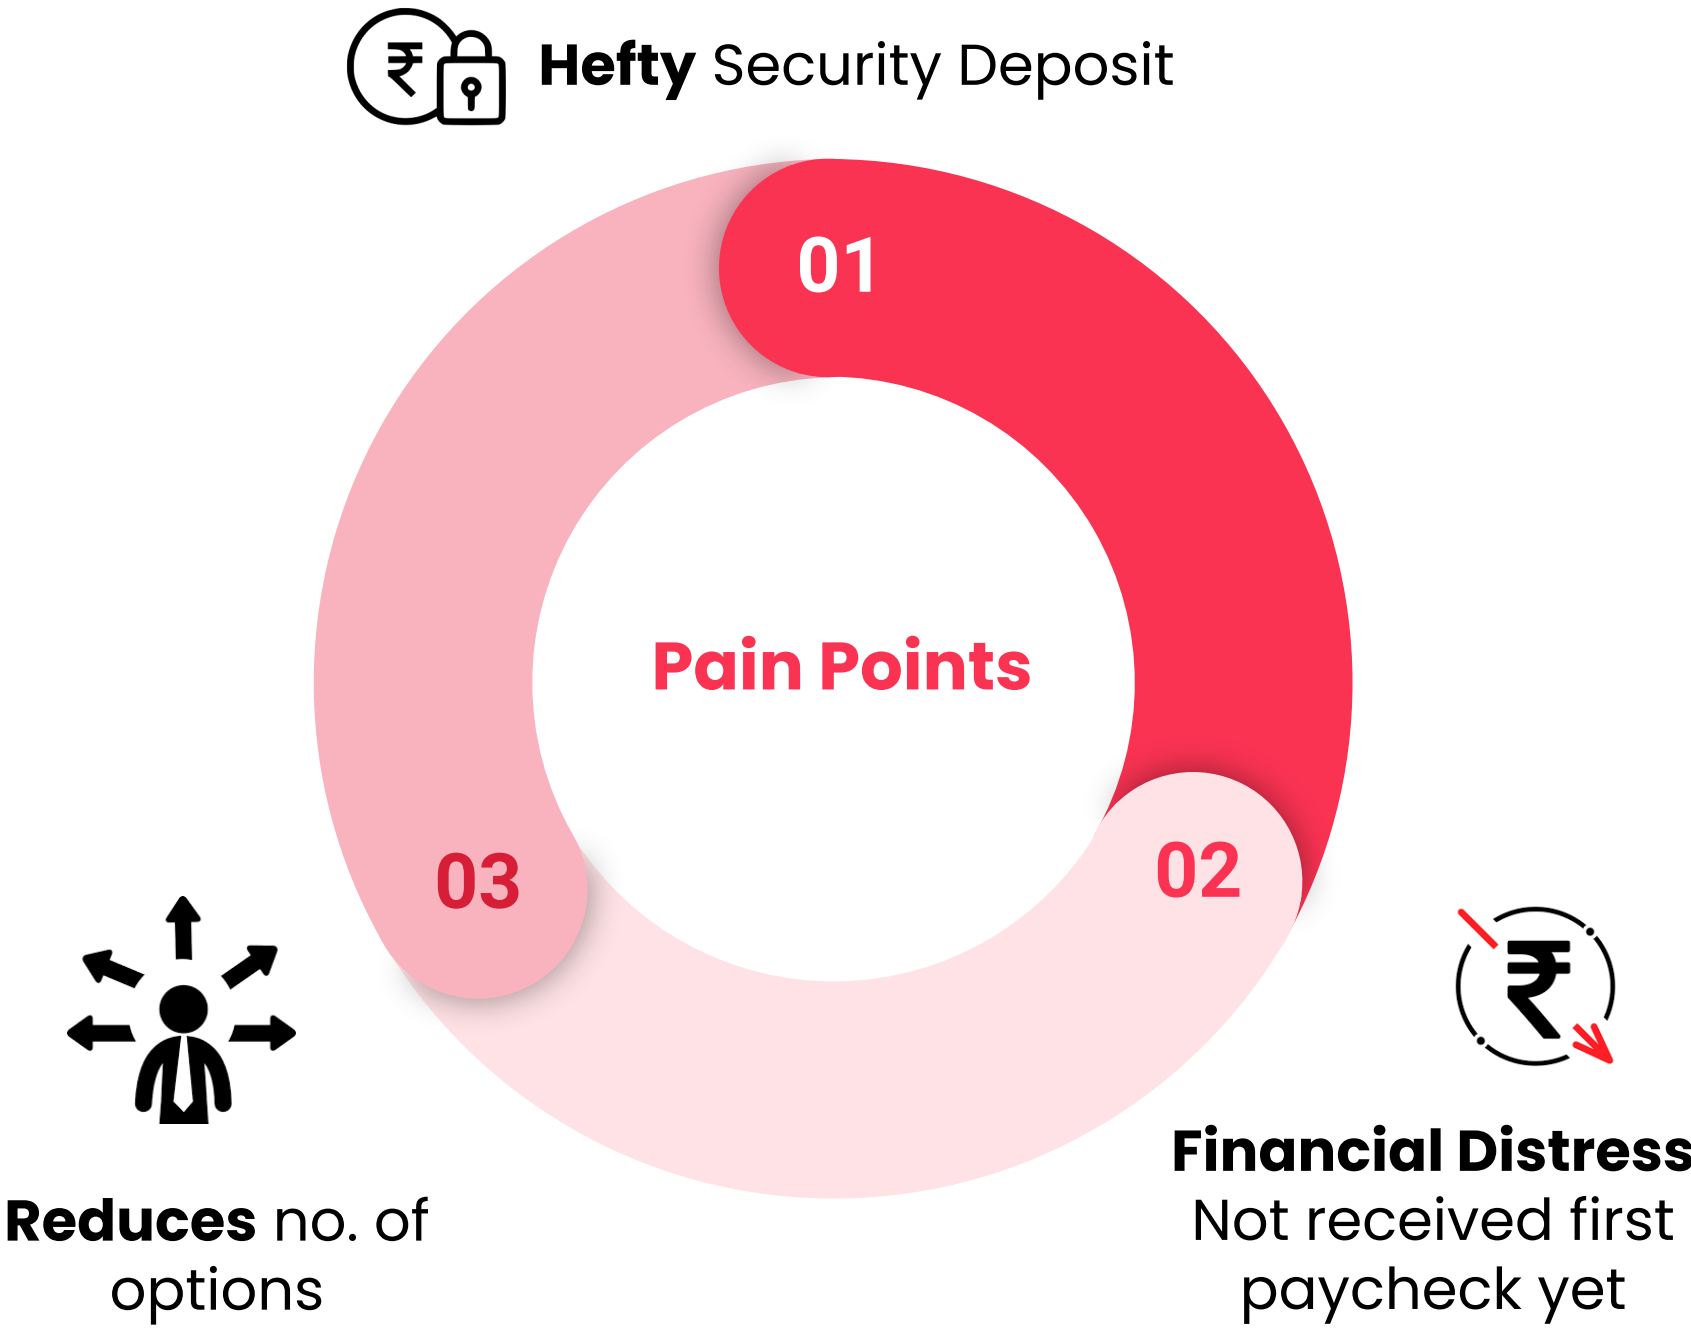 ₹ Hefty Security Deposit
01
Pain Points
02
03
₹
Financial Distress
Not received first
paycheck yet
Reduces no. of
options